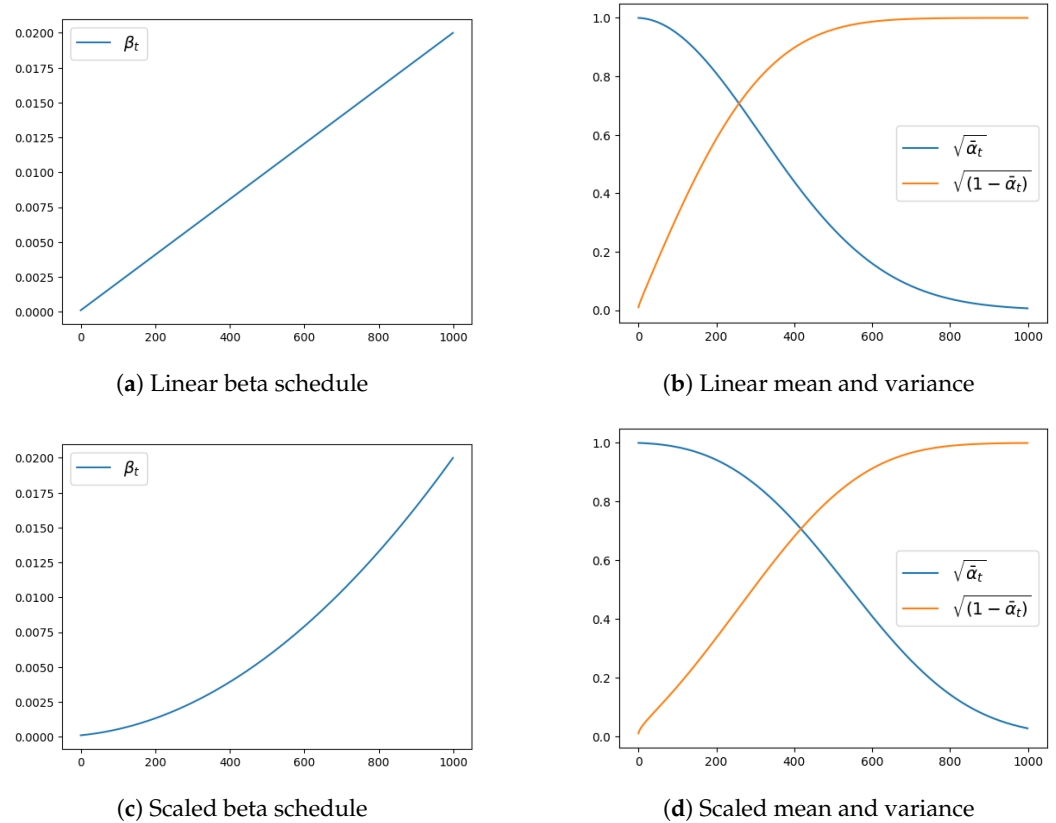 β_t
0.0200
0.0175
0.0150
0.0125
0.0100
0.0075
0.0050
0.0025
0.0000
0 200 400 600 800 1000
(a) Linear beta schedule
1.0
0.8
0.6
0.4
0.2
0.0
√ᾱ_t
√(1 − ᾱ_t)
0 200 400 600 800 1000
(b) Linear mean and variance
β_t
0.0200
0.0175
0.0150
0.0125
0.0100
0.0075
0.0050
0.0025
0.0000
0 200 400 600 800 1000
(c) Scaled beta schedule
1.0
0.8
0.6
0.4
0.2
0.0
√ᾱ_t
√(1 − ᾱ_t)
0 200 400 600 800 1000
(d) Scaled mean and variance